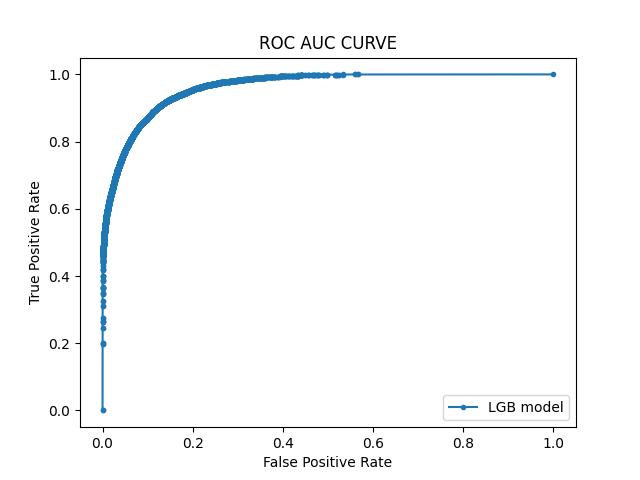 ROC AUC CURVE
True Positive Rate
1.0
0.8
0.6
0.4
0.2
0.0
LGB model
0.0 0.2 0.4 0.6 0.8 1.0
False Positive Rate